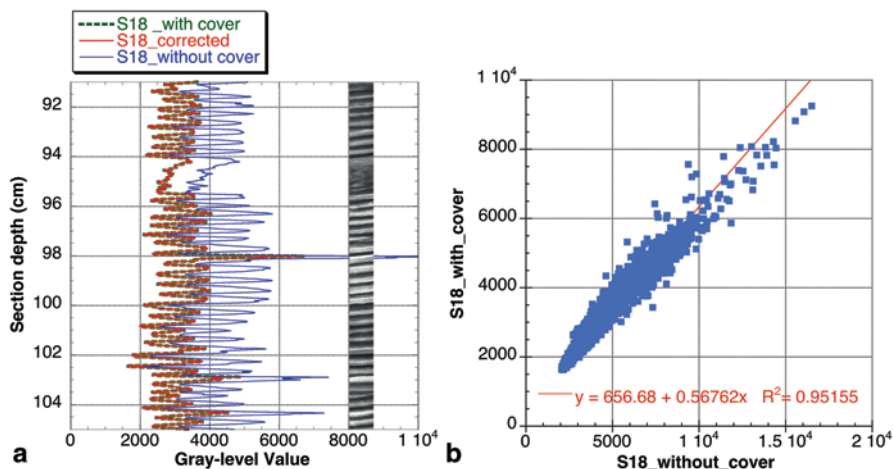 S18 _with cover
S18_corrected
S18_without cover
92
94
96
98
100
102
104
Section depth (cm)
0
2000
4000
6000
8000
1 10⁴
Gray-level Value
a
1 10⁴
8000
6000
4000
2000
0
S18_with_cover
y = 656.68 + 0.56762x R²= 0.95155
0
5000
1 10⁴
1.5 10⁴
2 10⁴
S18_without_cover
b